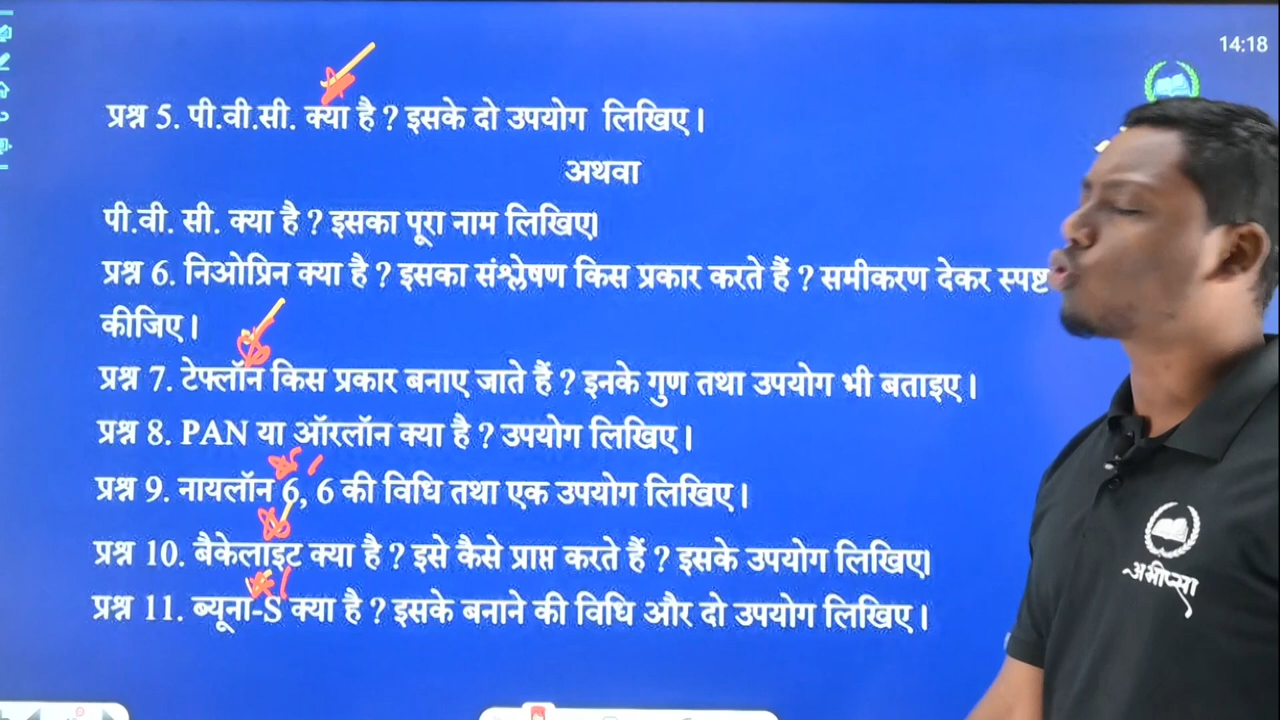 14:18
प्रश्न 5. पी.वी.सी. क्या है ? इसके दो उपयोग लिखिए।
अथवा
पी.वी. सी. क्या है ? इसका पूरा नाम लिखिए।
प्रश्न 6. निओप्रिन क्या है ? इसका संश्लेषण किस प्रकार करते हैं ? समीकरण देकर स्पष्ट
कीजिए।
प्रश्न 7. टेफ्लॉन किस प्रकार बनाए जाते हैं ? इनके गुण तथा उपयोग भी बताइए।
प्रश्न 8. PAN या ऑरलॉन क्या है ? उपयोग लिखिए।
प्रश्न 9. नायलॉन 6, 6 की विधि तथा एक उपयोग लिखिए।
प्रश्न 10. बैकेलाइट क्या है ? इसे कैसे प्राप्त करते हैं ? इसके उपयोग लिखिए।
प्रश्न 11. ब्यूना-S क्या है ? इसके बनाने की विधि और दो उपयोग लिखिए।
अभीप्सा